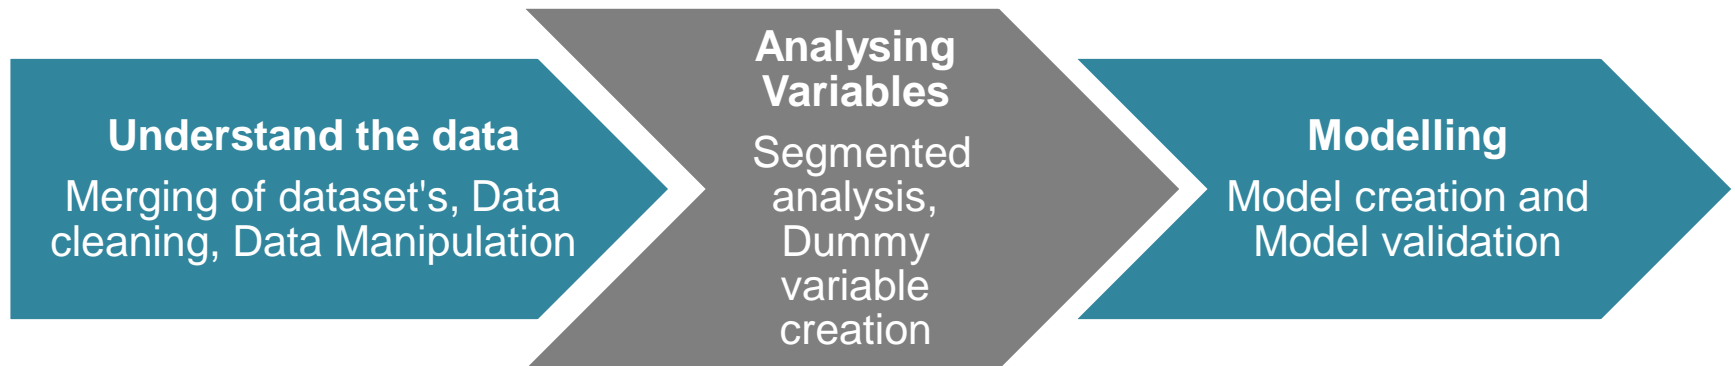 Understand the data
Merging of dataset's, Data
cleaning, Data Manipulation
Analysing
Variables
Segmented
analysis,
Dummy
variable
creation
Modelling
Model creation and
Model validation